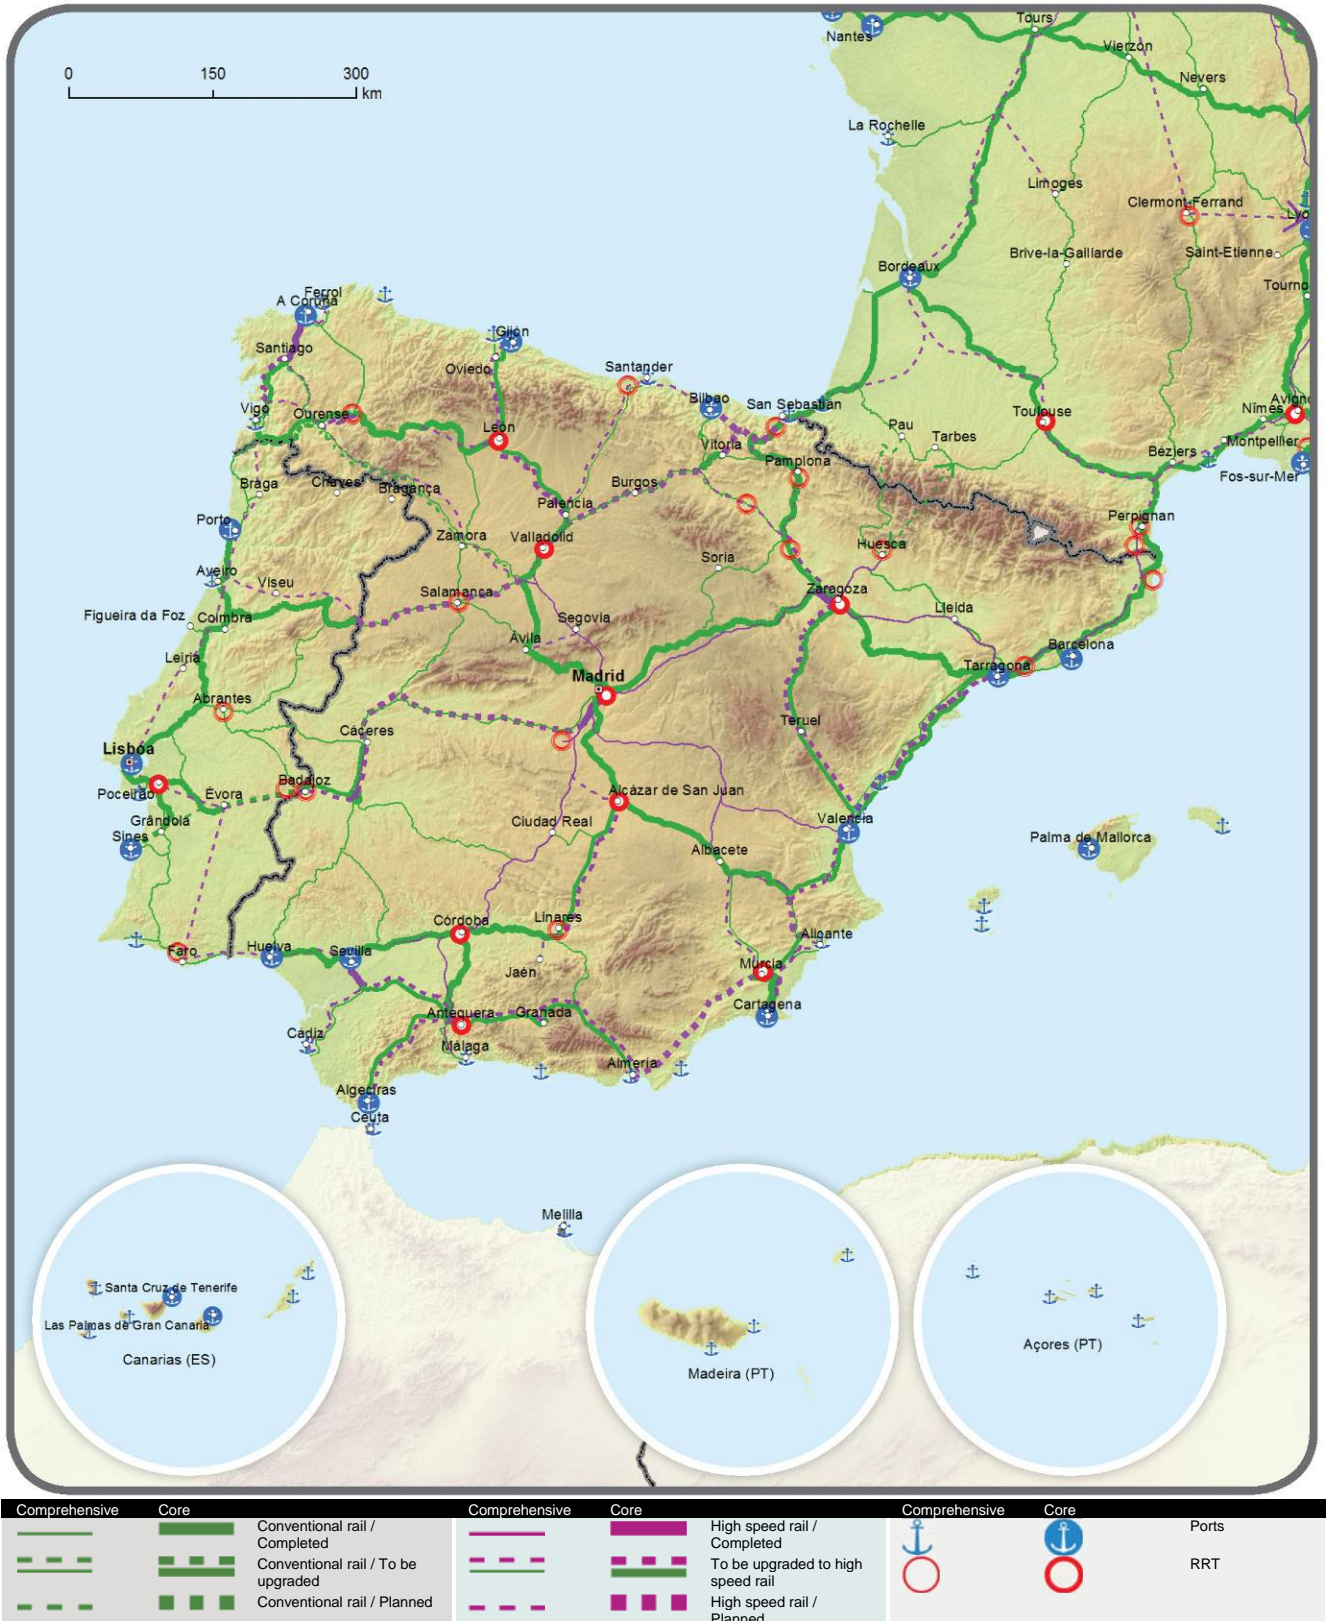 Tours
Nantes
Vierzon
0 150 300
km
Nevers
La Rochelle
Limoges
Clermont-Ferrand
Lyo
Brive-la-Gaillarde
Saint-Etienne
Bordeaux
Tourno
Ferrol
A Coruña
Gijón
Santiago
Oviedo
Santander
Bilbao
San Sebastián
Vigo
Ourense
León
Toulouse
Avigno
Nîmes
Pau
Tarbes
Montpellier
Vitoria
Béziers
Pamplona
Fos-sur-Mer
Braga
Chaves
Bragança
Burgos
Palencia
Perpignan
Porto
Zamora
Valladolid
Soria
Huesca
Aveiro
Viseu
Salamanca
Zaragoza
Figueira da Foz
Coimbra
Segovia
Lleida
Ávila
Leiria
Barcelona
Madrid
Tarragona
Abrantes
Cáceres
Teruel
Lisboa
Badajoz
Poceirão
Évora
Alcázar de San Juan
Grândola
Ciudad Real
Valencia
Sines
Albacete
Palma de Mallorca
Córdoba
Linares
Alicante
Faro
Huelva
Sevilla
Jaén
Murcia
Cartagena
Antequera
Granada
Cádiz
Málaga
Almería
Algeciras
Ceuta
Melilla
Santa Cruz de Tenerife
Las Palmas de Gran Canaria
Canarias (ES)
Madeira (PT)
Açores (PT)
Comprehensive Core Comprehensive Core Comprehensive Core
Conventional rail /
Completed
Conventional rail / To be
upgraded
Conventional rail / Planned
High speed rail /
Completed
To be upgraded to high
speed rail
High speed rail /
Planned
Ports
RRT